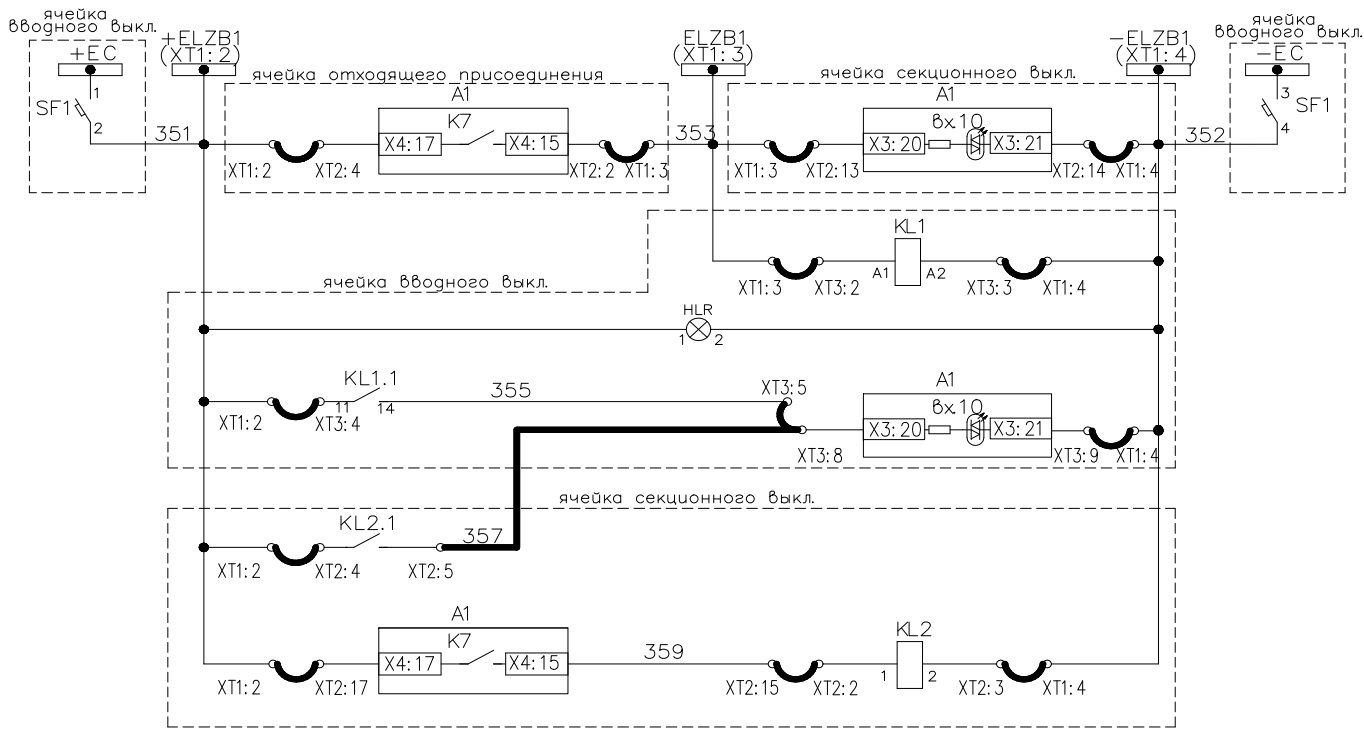 ячейка
вводного выкл.
+EC
1
SF1
2
351
+ELZB1
(XT1:2)
ячейка отходящего присоединения
A1
K7
X4:17
X4:15
XT1:2
XT2:4
XT2:2
XT1:3
353
ELZB1
(XT1:3)
ячейка секционного выкл.
A1
вх.10
X3:20
X3:21
XT1:3
XT2:13
XT2:14
XT1:4
-ELZB1
(XT1:4)
352
ячейка
вводного выкл.
-EC
3
SF1
4
ячейка вводного выкл.
KL1
A1
A2
XT1:3
XT3:2
XT3:3
XT1:4
HLR
1
2
KL1.1
11
14
355
XT1:2
XT3:4
XT3:5
XT3:8
A1
вх.10
X3:20
X3:21
XT3:9
XT1:4
ячейка секционного выкл.
KL2.1
357
XT1:2
XT2:4
XT2:5
A1
K7
X4:17
X4:15
XT1:2
XT2:17
359
KL2
1
2
XT2:15
XT2:2
XT2:3
XT1:4